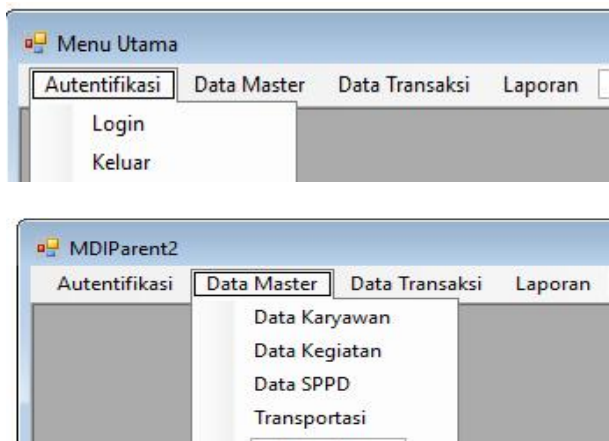 Menu Utama
Autentifikasi Data Master Data Transaksi Laporan
Login
Keluar
MDIParent2
Autentifikasi Data Master Data Transaksi Laporan
Data Karyawan
Data Kegiatan
Data SPPD
Transportasi